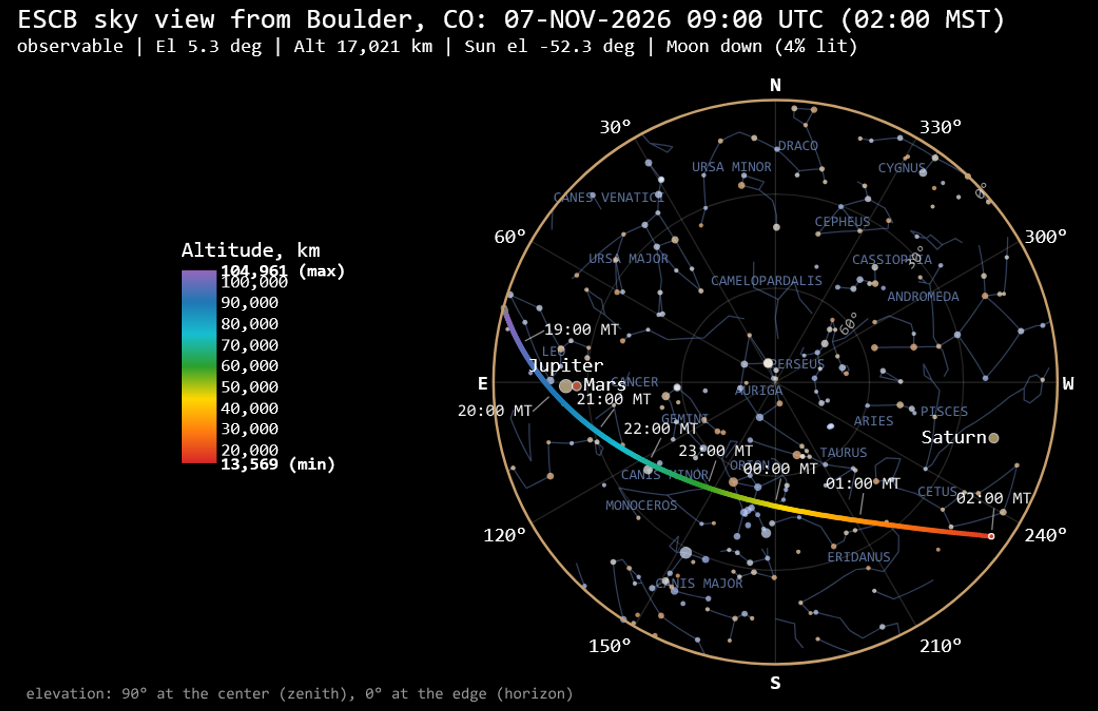 ESCB sky view from Boulder, CO: 07-NOV-2026 09:00 UTC (02:00 MST)
observable | El 5.3 deg | Alt 17,021 km | Sun el -52.3 deg | Moon down (4% lit)
N
30°
330°
DRACO
URSA MINOR
CYGNUS
CANES VENATICI
0°
CEPHEUS
60°
300°
Altitude, km
URSA MAJOR
CASSIOPEIA
30°
104,961 (max)
100,000
90,000
80,000
70,000
60,000
50,000
40,000
30,000
20,000
13,569 (min)
CAMELOPARDALIS
ANDROMEDA
60°
19:00 MT
LEO
Jupiter
PERSEUS
E
Mars
CANCER
AURIGA
W
20:00 MT
21:00 MT
GEMINI
ARIES
PISCES
22:00 MT
Saturn
23:00 MT
TAURUS
ORION
00:00 MT
CANIS MINOR
01:00 MT
CETUS
02:00 MT
MONOCEROS
120°
240°
ERIDANUS
CANIS MAJOR
150°
210°
S
elevation: 90° at the center (zenith), 0° at the edge (horizon)